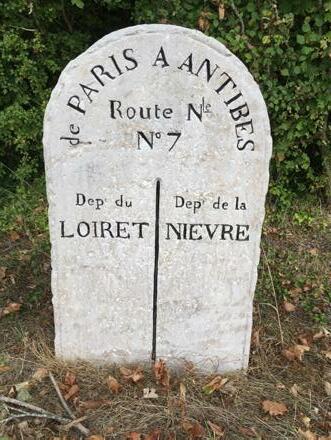 de PARIS A ANTIBES
Route Nle
N° 7
Dep^t du
LOIRET
Dep^t de la
NIEVRE